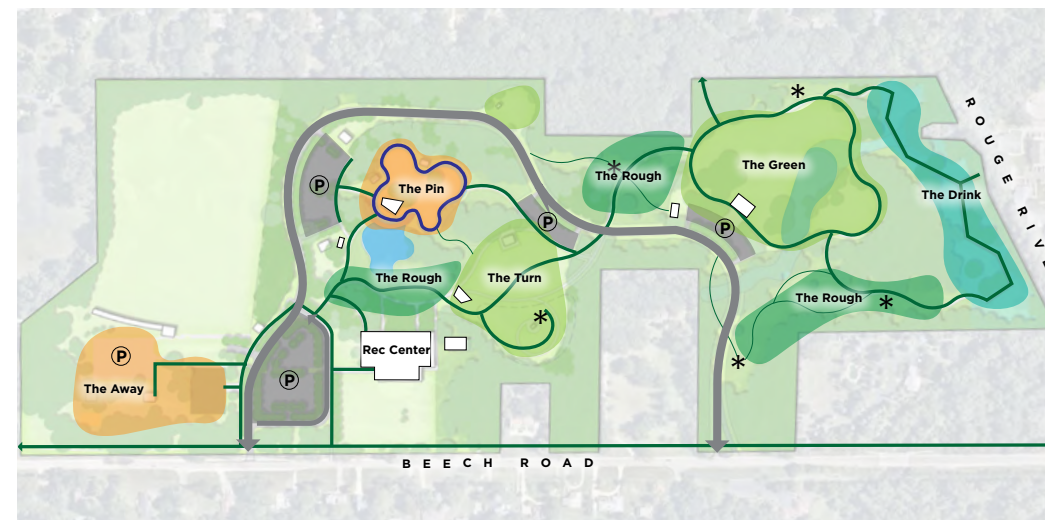 The Green
The Pin
The Rough
P
The Drink
ROUGE RIVE
P
P
The Rough
The Turn
The Rough
Rec Center
P
The Away
P
BEECH ROAD